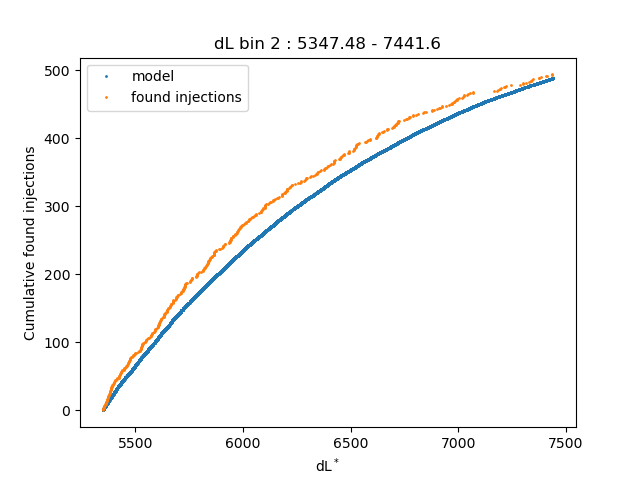 dL bin 2 : 5347.48 - 7441.6
model
found injections
Cumulative found injections
500
400
300
200
100
0
5500
6000
6500
7000
7500
dL*